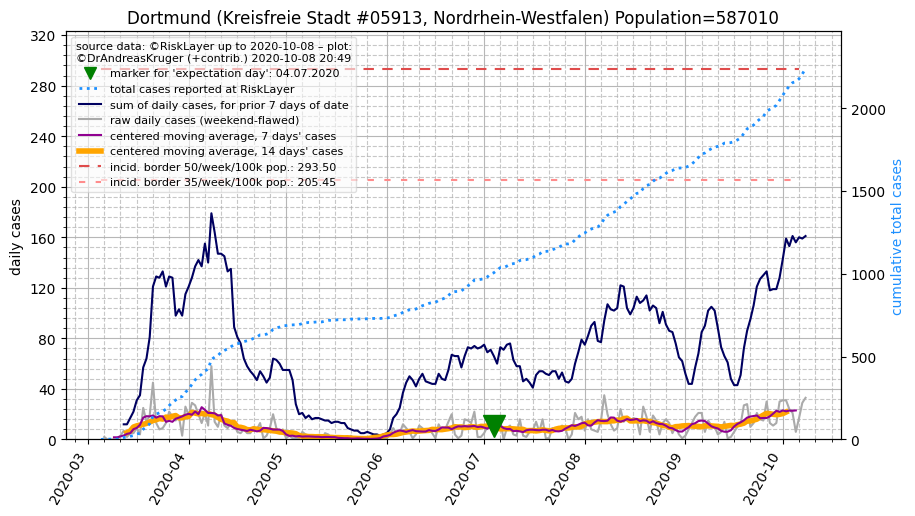 Dortmund (Kreisfreie Stadt #05913, Nordrhein-Westfalen) Population=587010
source data: ©RiskLayer up to 2020-10-08 – plot:
©DrAndreasKruger (+contrib.) 2020-10-08 20:49
marker for 'expectation day': 04.07.2020
total cases reported at RiskLayer
sum of daily cases, for prior 7 days of date
raw daily cases (weekend-flawed)
centered moving average, 7 days' cases
centered moving average, 14 days' cases
incid. border 50/week/100k pop.: 293.50
incid. border 35/week/100k pop.: 205.45
daily cases
320
280
240
200
160
120
80
40
0
2000
1500
1000
500
0
cumulative total cases
2020-03
2020-04
2020-05
2020-06
2020-07
2020-08
2020-09
2020-10